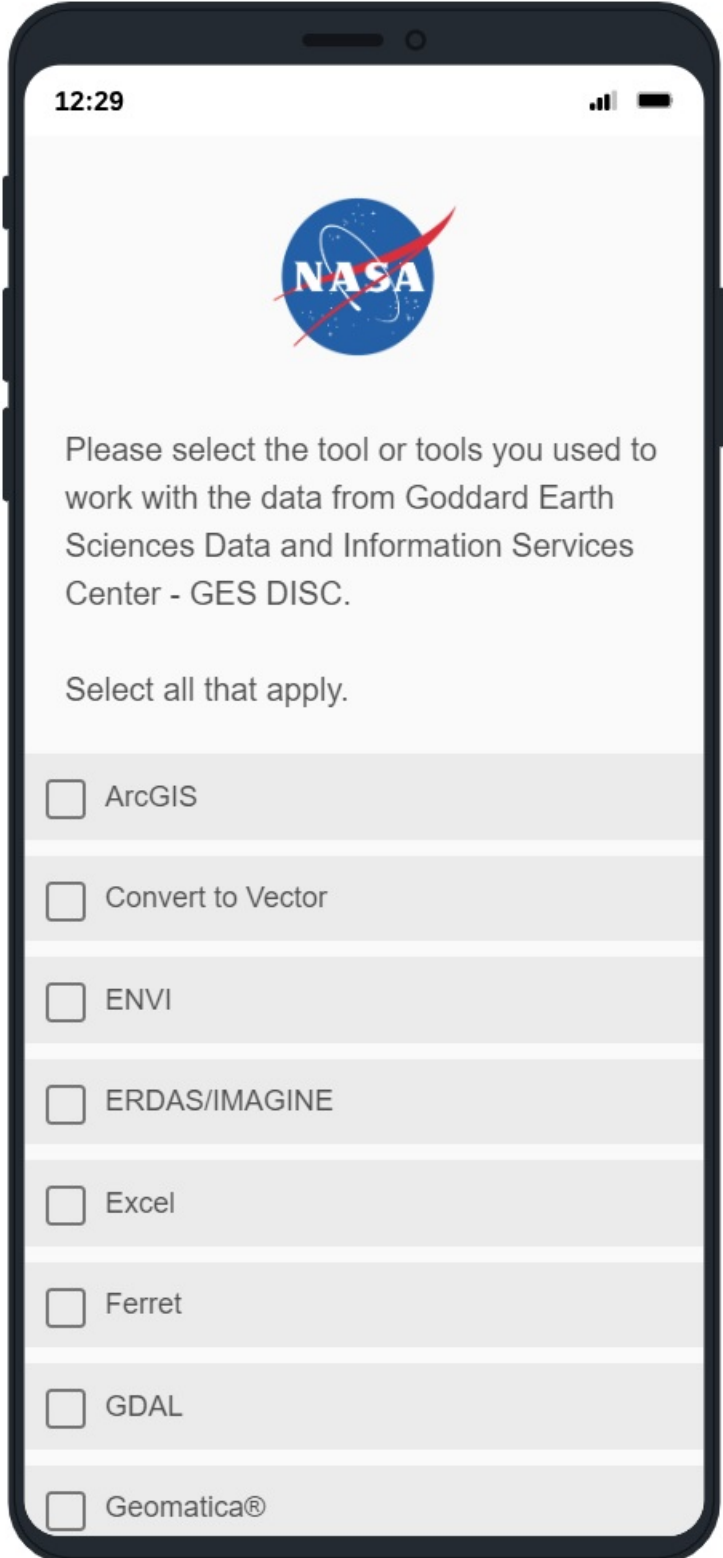 12:29
NASA
Please select the tool or tools you used to
work with the data from Goddard Earth
Sciences Data and Information Services
Center - GES DISC.
Select all that apply.
ArcGIS
Convert to Vector
ENVI
ERDAS/IMAGINE
Excel
Ferret
GDAL
Geomatica®